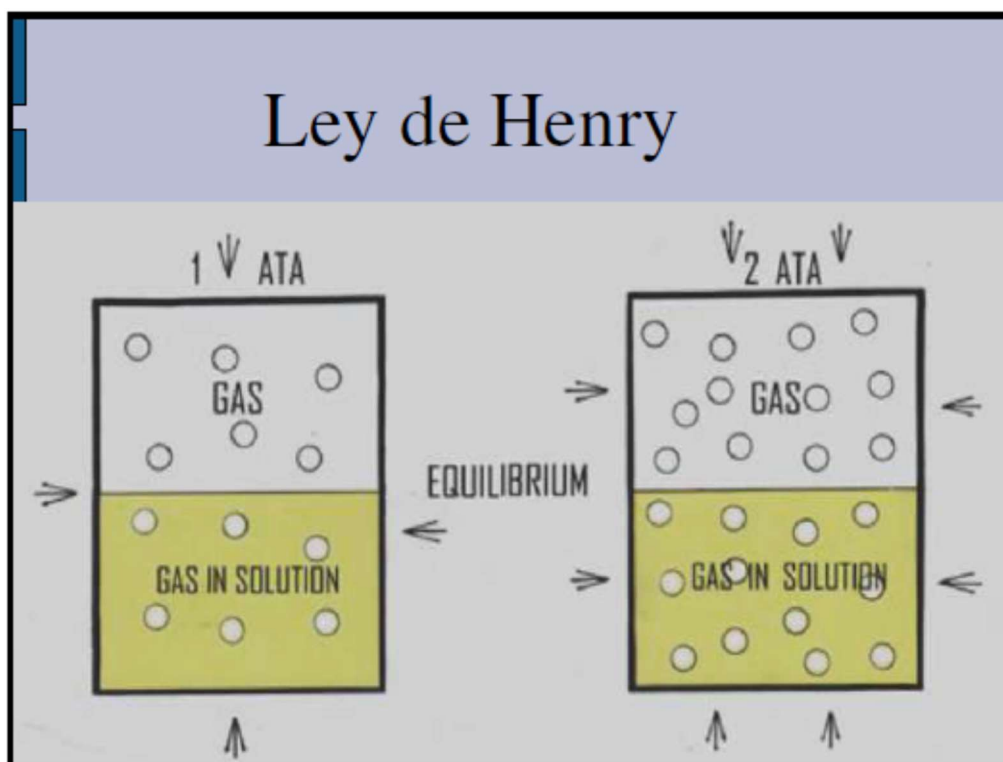 Ley de Henry
1 ATA
2 ATA
GAS
GAS
EQUILIBRIUM
GAS IN SOLUTION
GAS IN SOLUTION